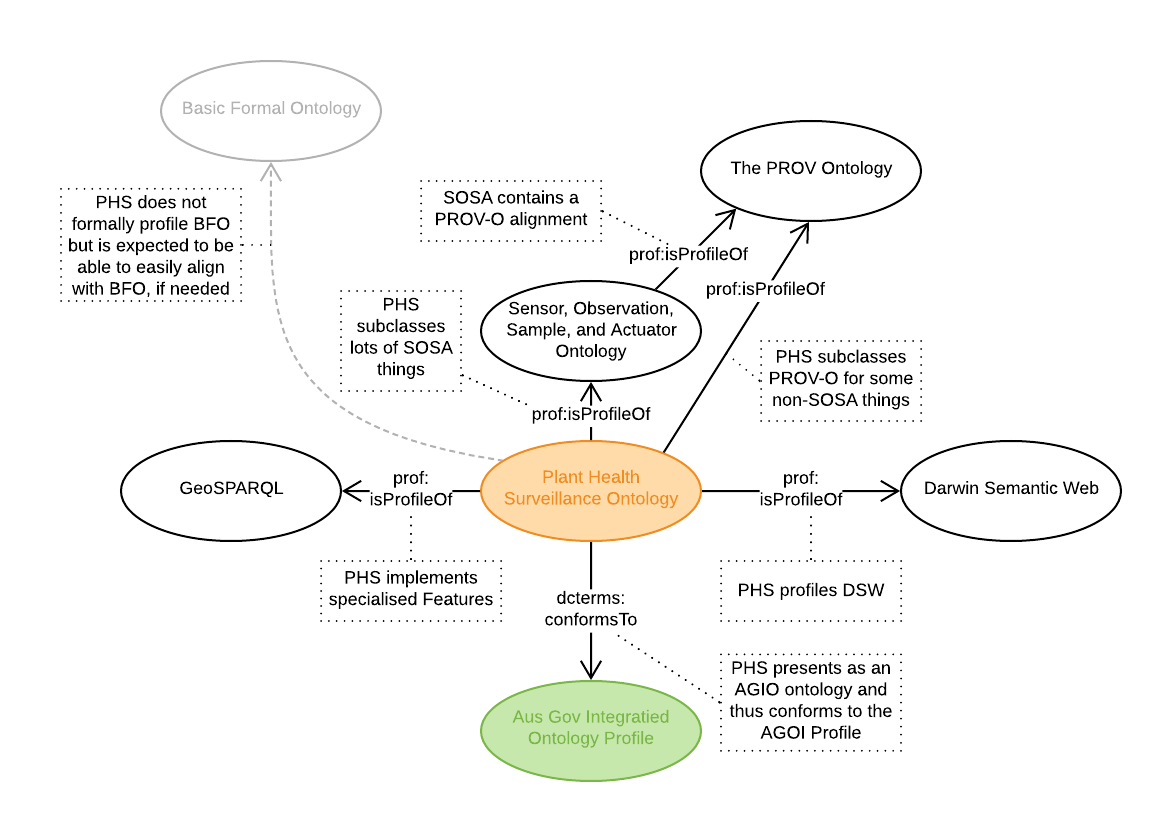 Basic Formal Ontology
The PROV Ontology
PHS does not
formally profile BFO
but is expected to be
able to easily align
with BFO, if needed
SOSA contains a
PROV-O alignment
prof:isProfileOf
prof:isProfileOf
PHS
subclasses
lots of SOSA
things
Sensor, Observation,
Sample, and Actuator
Ontology
PHS subclasses
PROV-O for some
non-SOSA things
prof:isProfileOf
GeoSPARQL
prof:
isProfileOf
Plant Health
Surveillance Ontology
prof:
isProfileOf
Darwin Semantic Web
PHS implements
specialised Features
dcterms:
conformsTo
PHS profiles DSW
PHS presents as an
AGIO ontology and
thus conforms to the
AGOI Profile
Aus Gov Integratied
Ontology Profile